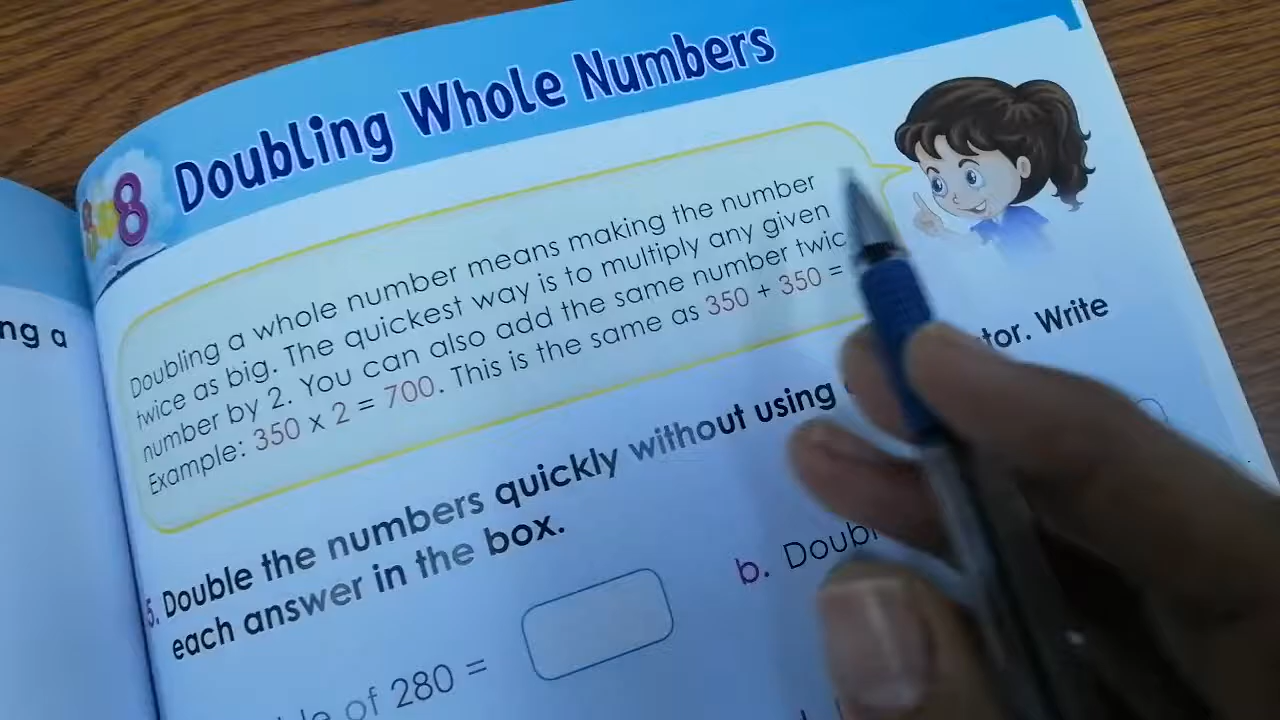 ng a
8 Doubling Whole Numbers
Doubling a whole number means making the number
twice as big. The quickest way is to multiply any given
number by 2. You can also add the same number
Example: 350 x 2 = 700. This is the same as 350 + 350 =
5. Double the numbers quickly without using tor. Write
each answer in the box.
of 280 =
b.